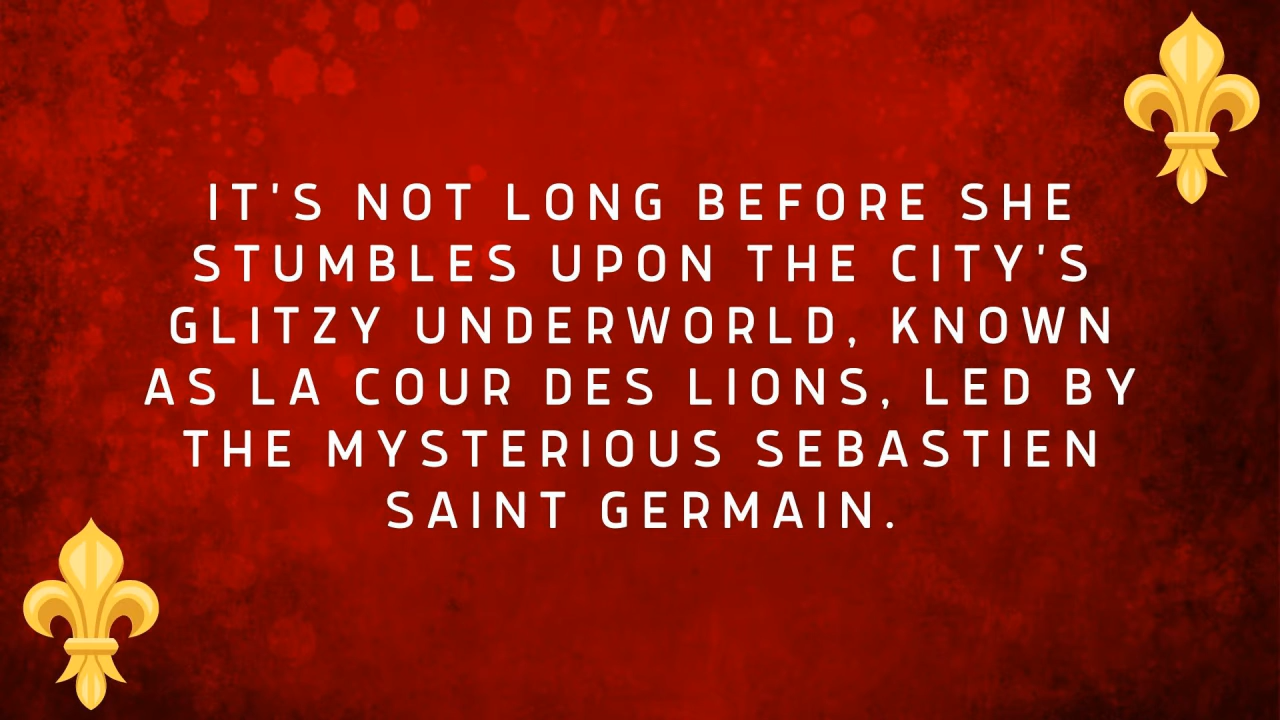 IT'S NOT LONG BEFORE SHE
STUMBLES UPON THE CITY'S
GLITZY UNDERWORLD, KNOWN
AS LA COUR DES LIONS, LED BY
THE MYSTERIOUS SEBASTIEN
SAINT GERMAIN.